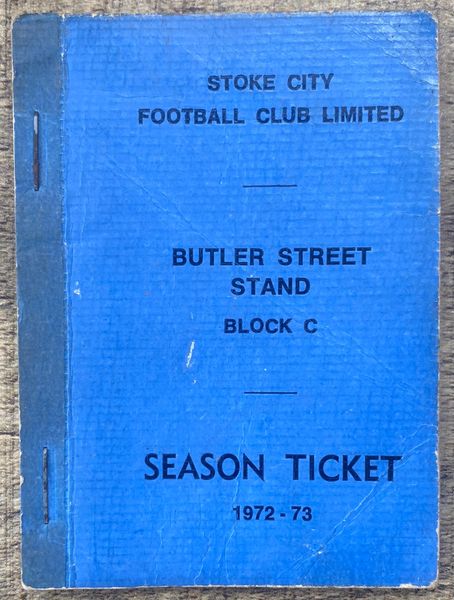 STOKE CITY
FOOTBALL CLUB LIMITED
BUTLER STREET
STAND
BLOCK C
SEASON TICKET
1972 - 73